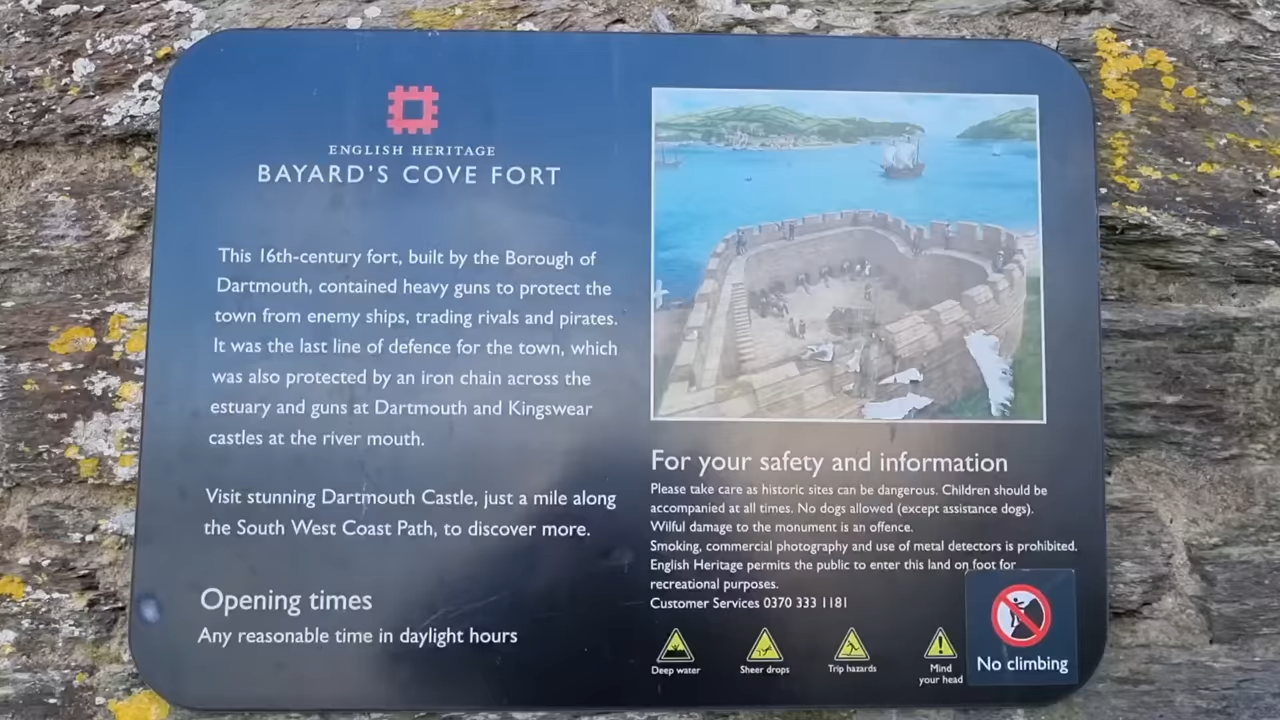 ENGLISH HERITAGE
BAYARD'S COVE FORT
This 16th-century fort, built by the Borough of
Dartmouth, contained heavy guns to protect the
town from enemy ships, trading rivals and pirates.
It was the last line of defence for the town, which
was also protected by an iron chain across the
estuary and guns at Dartmouth and Kingswear
castles at the river mouth.
Visit stunning Dartmouth Castle, just a mile along
the South West Coast Path, to discover more.
Opening times
Any reasonable time in daylight hours
For your safety and information
Please take care as historic sites can be dangerous. Children should be
accompanied at all times. No dogs allowed (except assistance dogs).
Wilful damage to the monument is an offence.
Smoking, commercial photography and use of metal detectors is prohibited.
English Heritage permits the public to enter this land on foot for
recreational purposes.
Customer Services 0370 333 1181
Deep water
Sheer drops
Trip hazards
Mind
your head
No climbing